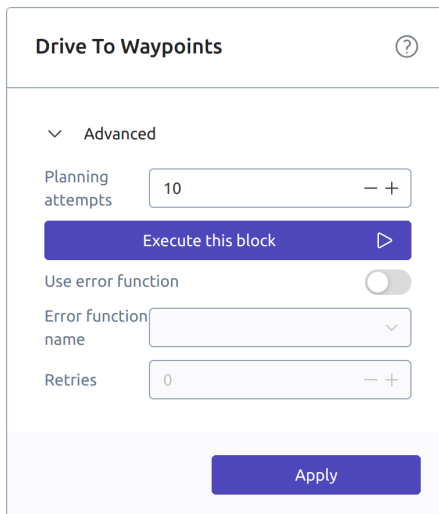 Drive To Waypoints
Advanced
Planning
attempts
10
Execute this block
Use error function
Error function
name
Retries
0
Apply